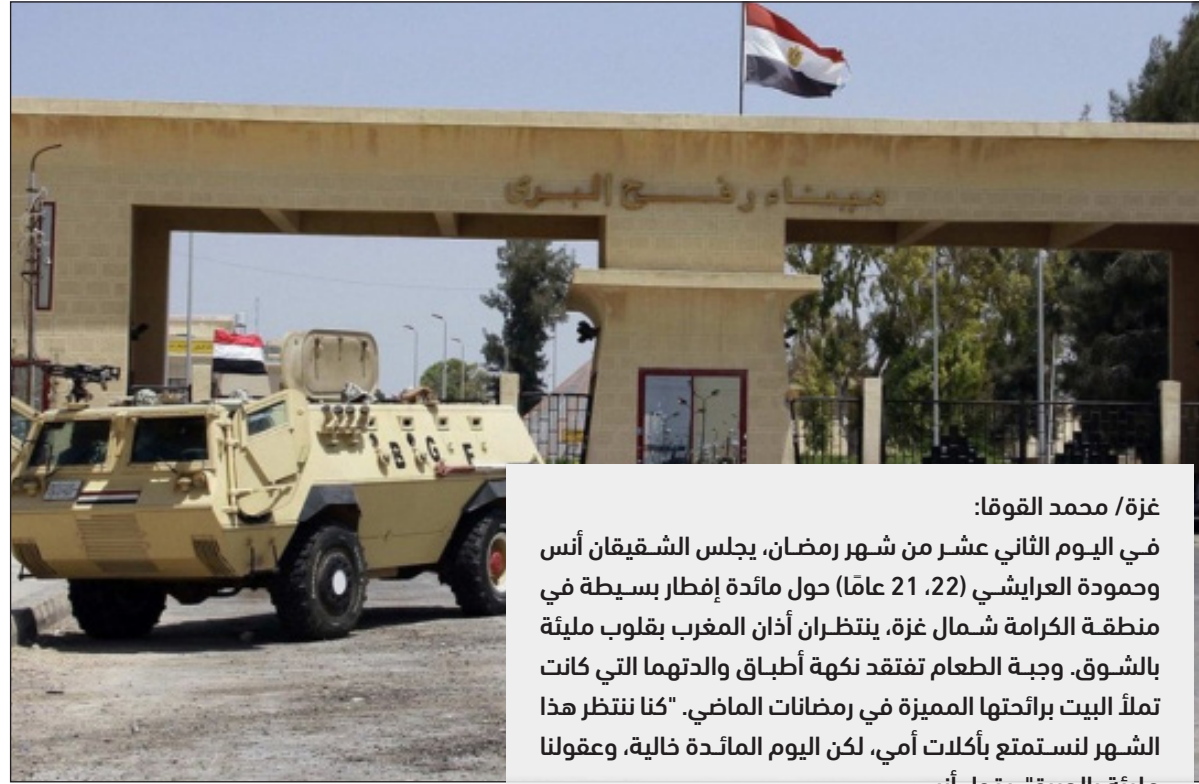 ميناء رفح البرى
B G F
غزة/ محمد القوقا:
في اليوم الثاني عشر من شهر رمضان، يجلس الشقيقان أنس
وحمودة العرايشي (22، 21 عامًا) حول مائدة إفطار بسيطة في
منطقة الكرامة شمال غزة، ينتظران أذان المغرب بقلوب مليئة
بالشوق. وجبة الطعام تفتقد نكهة أطباق والدتهما التي كانت
تملأ البيت برائحتها المميزة في رمضانات الماضي. "كنا ننتظر هذا
الشهر لنستمتع بأكلات أمي، لكن اليوم المائدة خالية، وعقولنا